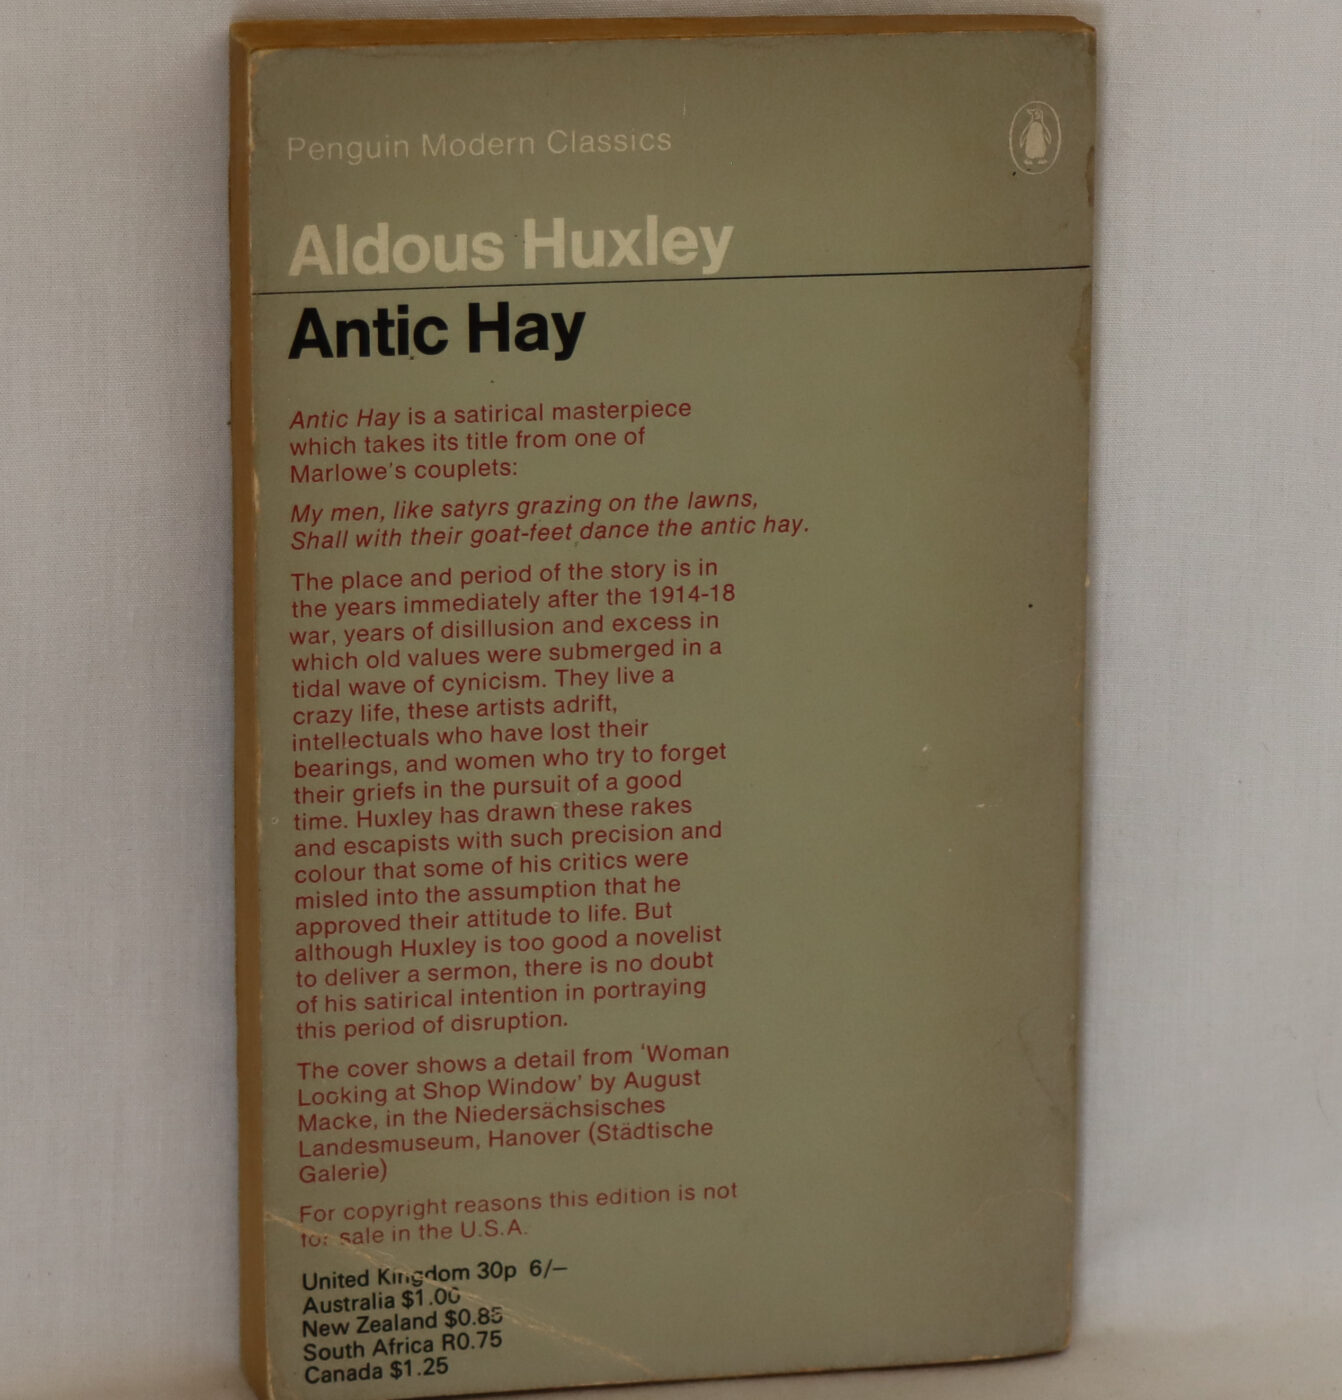 Penguin Modern Classics
Aldous Huxley
Antic Hay
Antic Hay is a satirical masterpiece
which takes its title from one of
Marlowe's couplets:
My men, like satyrs grazing on the lawns,
Shall with their goat-feet dance the antic hay.
The place and period of the story is in
the years immediately after the 1914-18
war, years of disillusion and excess in
which old values were submerged in a
tidal wave of cynicism. They live a
crazy life, these artists adrift,
intellectuals who have lost their
bearings, and women who try to forget
their griefs in the pursuit of a good
time. Huxley has drawn these rakes
and escapists with such precision and
colour that some of his critics were
misled into the assumption that he
approved their attitude to life. But
although Huxley is too good a novelist
to deliver a sermon, there is no doubt
of his satirical intention in portraying
this period of disruption.
The cover shows a detail from 'Woman
Looking at Shop Window' by August
Macke, in the Niedersächsisches
Landesmuseum, Hanover (Städtische
Galerie)
For copyright reasons this edition is not
for sale in the U.S.A.
United Kingdom 30p 6/–
Australia $1.00
New Zealand $0.85
South Africa R0.75
Canada $1.25